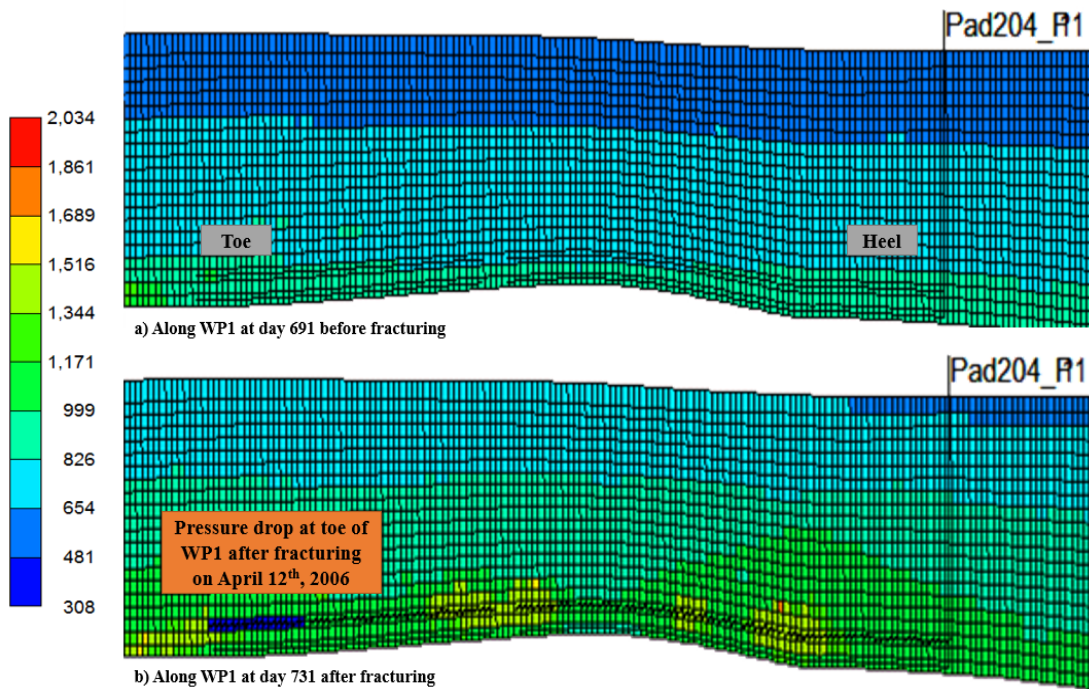 Pad204_P1
2,034
1,861
1,689
1,516
1,344
1,171
999
826
654
481
308
Toe
Heel
a) Along WP1 at day 691 before fracturing
Pad204_P1
Pressure drop at toe of
WP1 after fracturing
on April 12th, 2006
b) Along WP1 at day 731 after fracturing